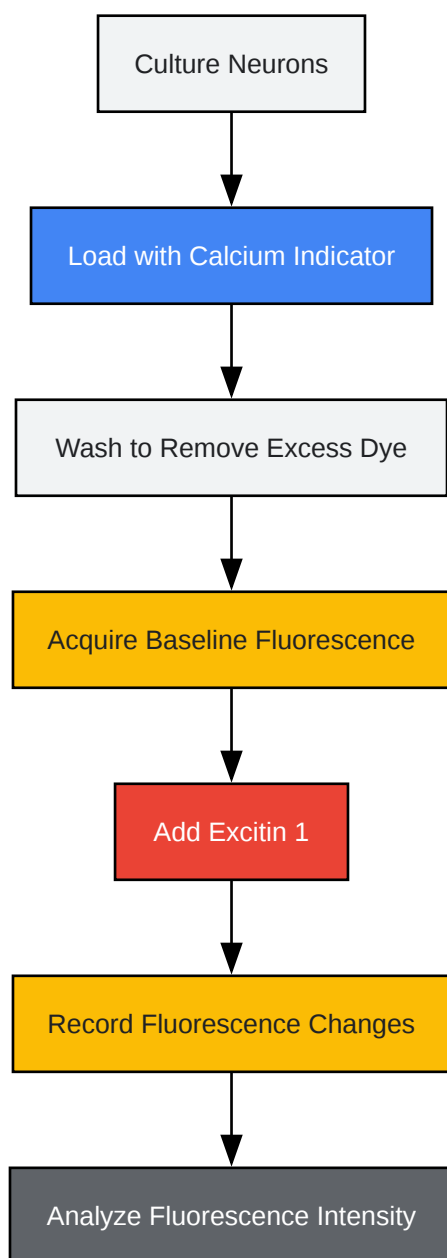 Culture Neurons
Load with Calcium Indicator
Wash to Remove Excess Dye
Acquire Baseline Fluorescence
Add Excitin 1
Record Fluorescence Changes
Analyze Fluorescence Intensity